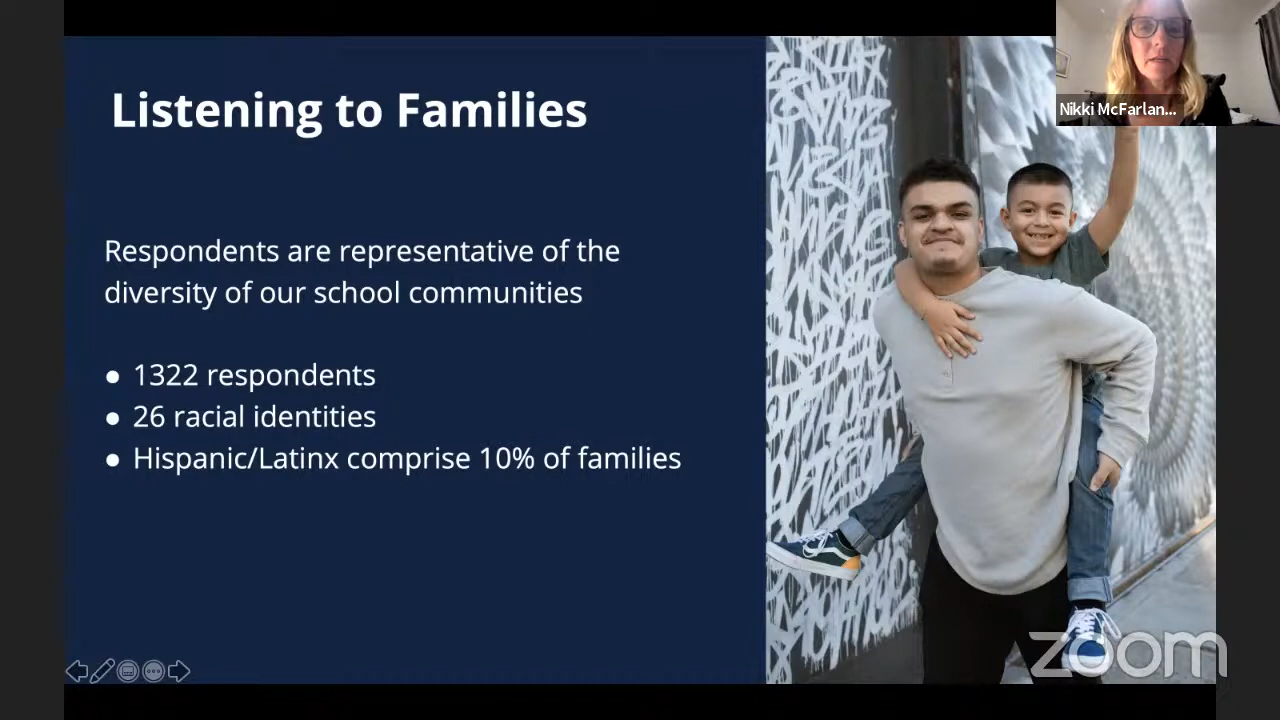 Listening to Families
Nikki McFarlan...
Respondents are representative of the
diversity of our school communities
● 1322 respondents
● 26 racial identities
● Hispanic/Latinx comprise 10% of families
zoom